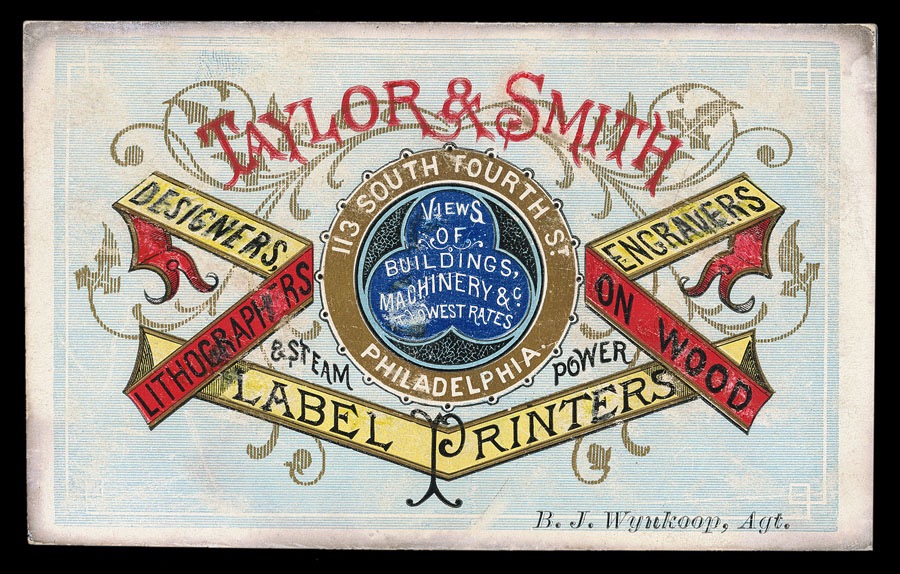 TAYLOR & SMITH
DESIGNERS,
LITHOGRAPHERS
ENGRAVERS
ON WOOD
113 SOUTH FOURTH ST.
PHILADELPHIA.
VIEWS
OF
BUILDINGS,
MACHINERY & C.
LOWEST RATES
& STEAM POWER
LABEL PRINTERS
B. J. Wynkoop, Agt.